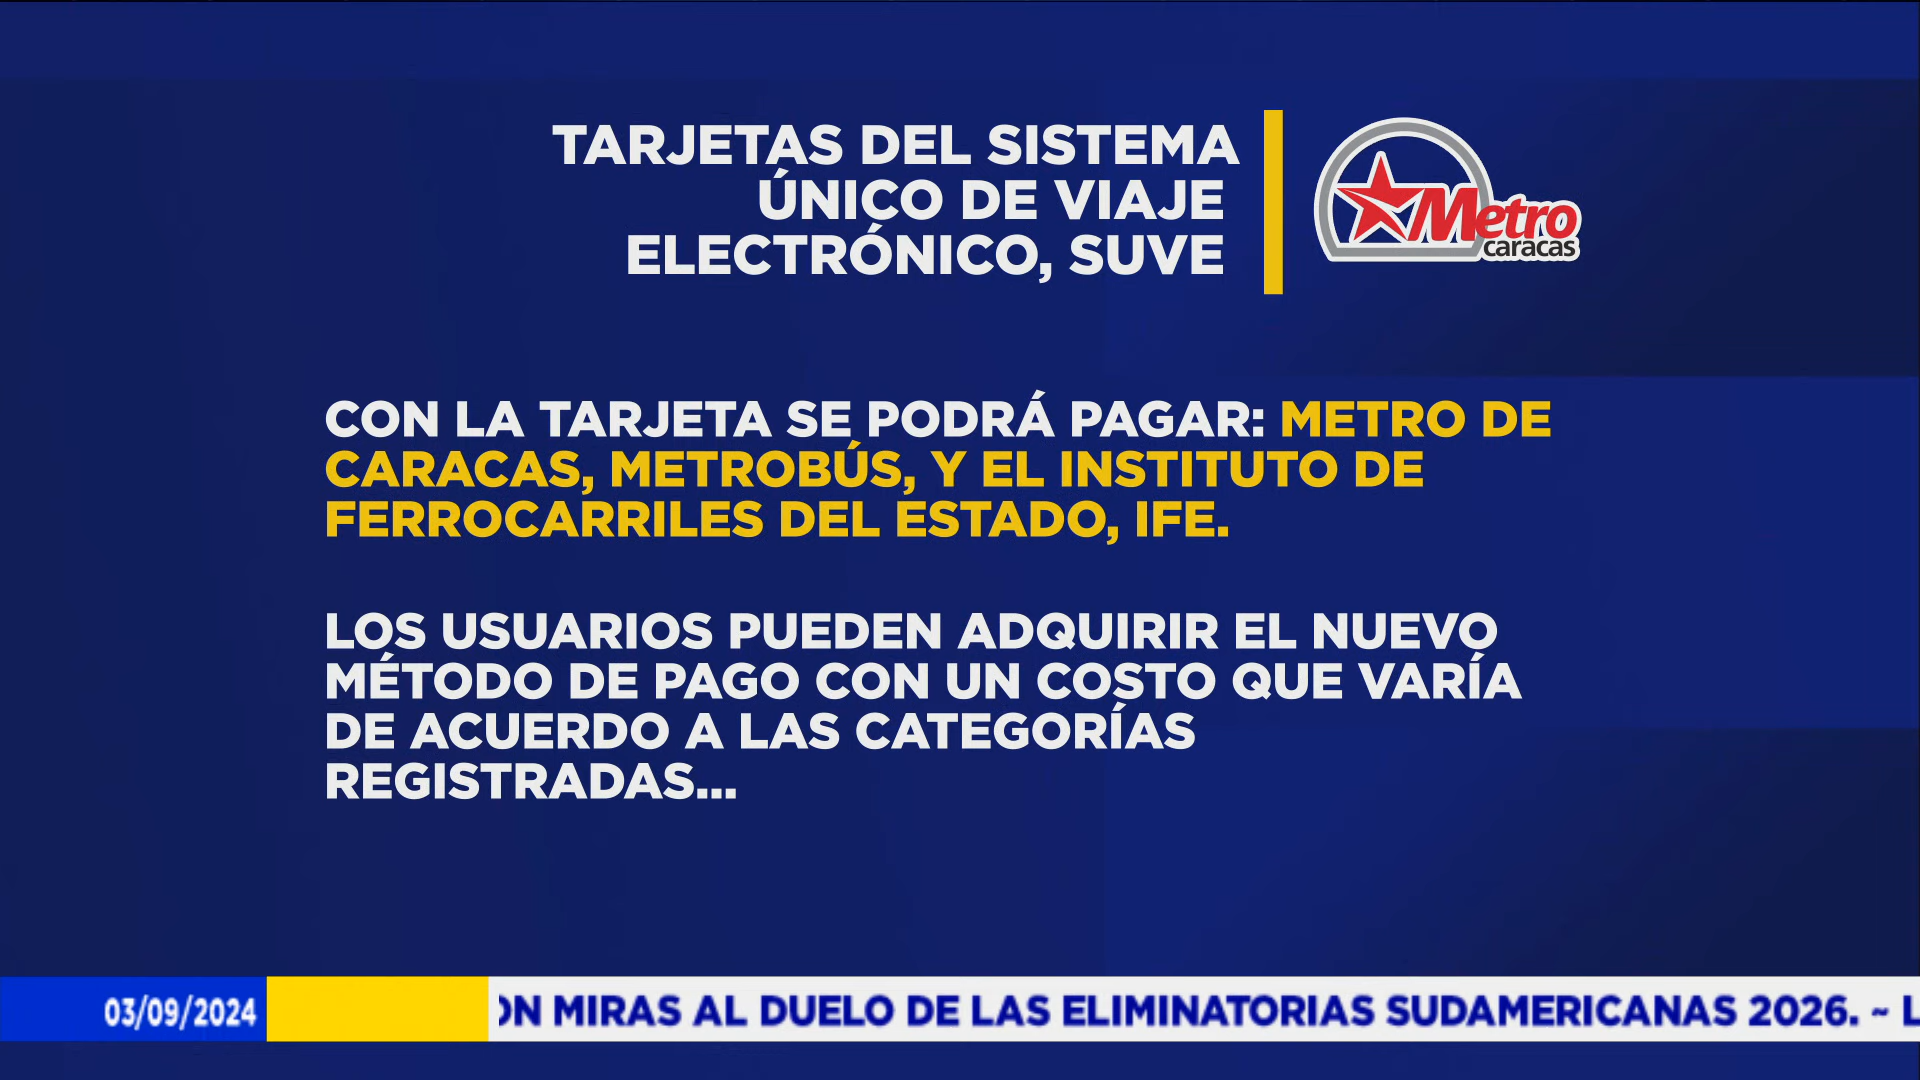 TARJETAS DEL SISTEMA
ÚNICO DE VIAJE
ELECTRÓNICO, SUVE
Metro
caracas
CON LA TARJETA SE PODRÁ PAGAR: METRO DE
CARACAS, METROBÚS, Y EL INSTITUTO DE
FERROCARRILES DEL ESTADO, IFE.
LOS USUARIOS PUEDEN ADQUIRIR EL NUEVO
MÉTODO DE PAGO CON UN COSTO QUE VARÍA
DE ACUERDO A LAS CATEGORÍAS
REGISTRADAS...
03/09/2024
MIRAS AL DUELO DE LAS ELIMINATORIAS SUDAMERICANAS 2026. ~